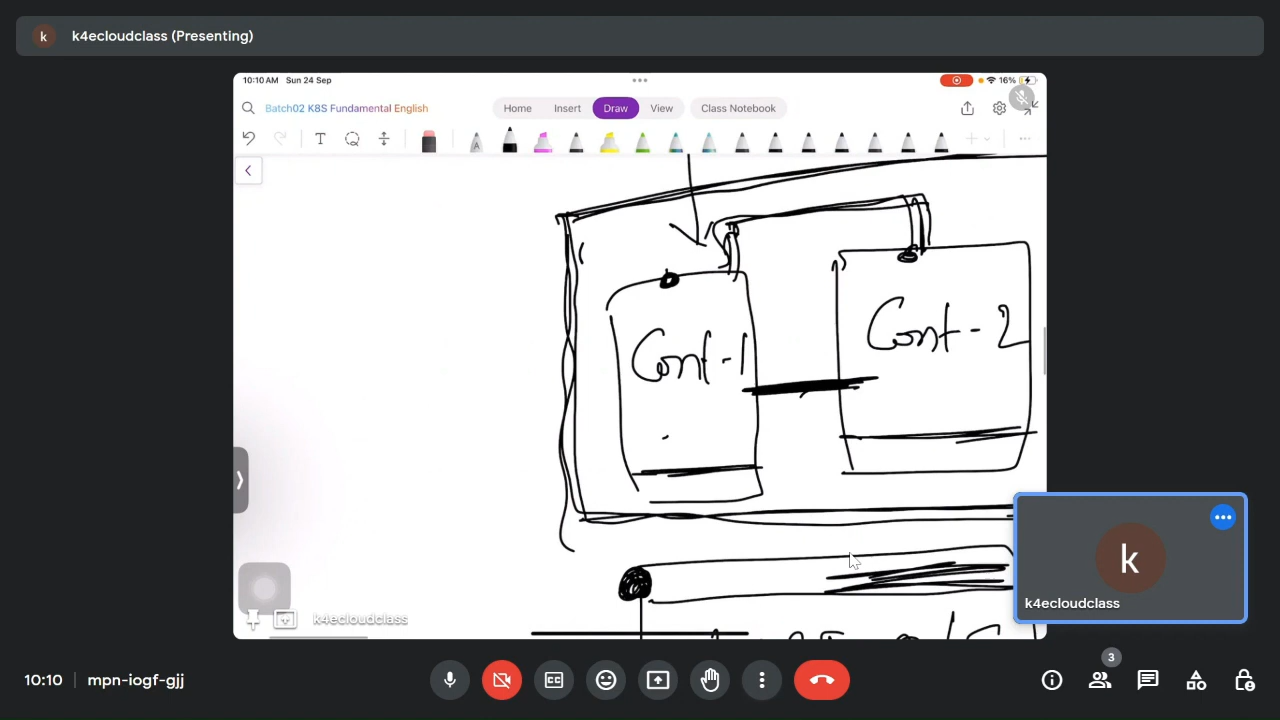 k
k4ecloudclass (Presenting)
10:10 AM Sun 24 Sep
16%
Batch02 K8S Fundamental English
Home Insert Draw View Class Notebook
T
A
Cont-1
Cont-2
k
k4ecloudclass
k4ecloudclass
10:10 mpn-iogf-gjj
3